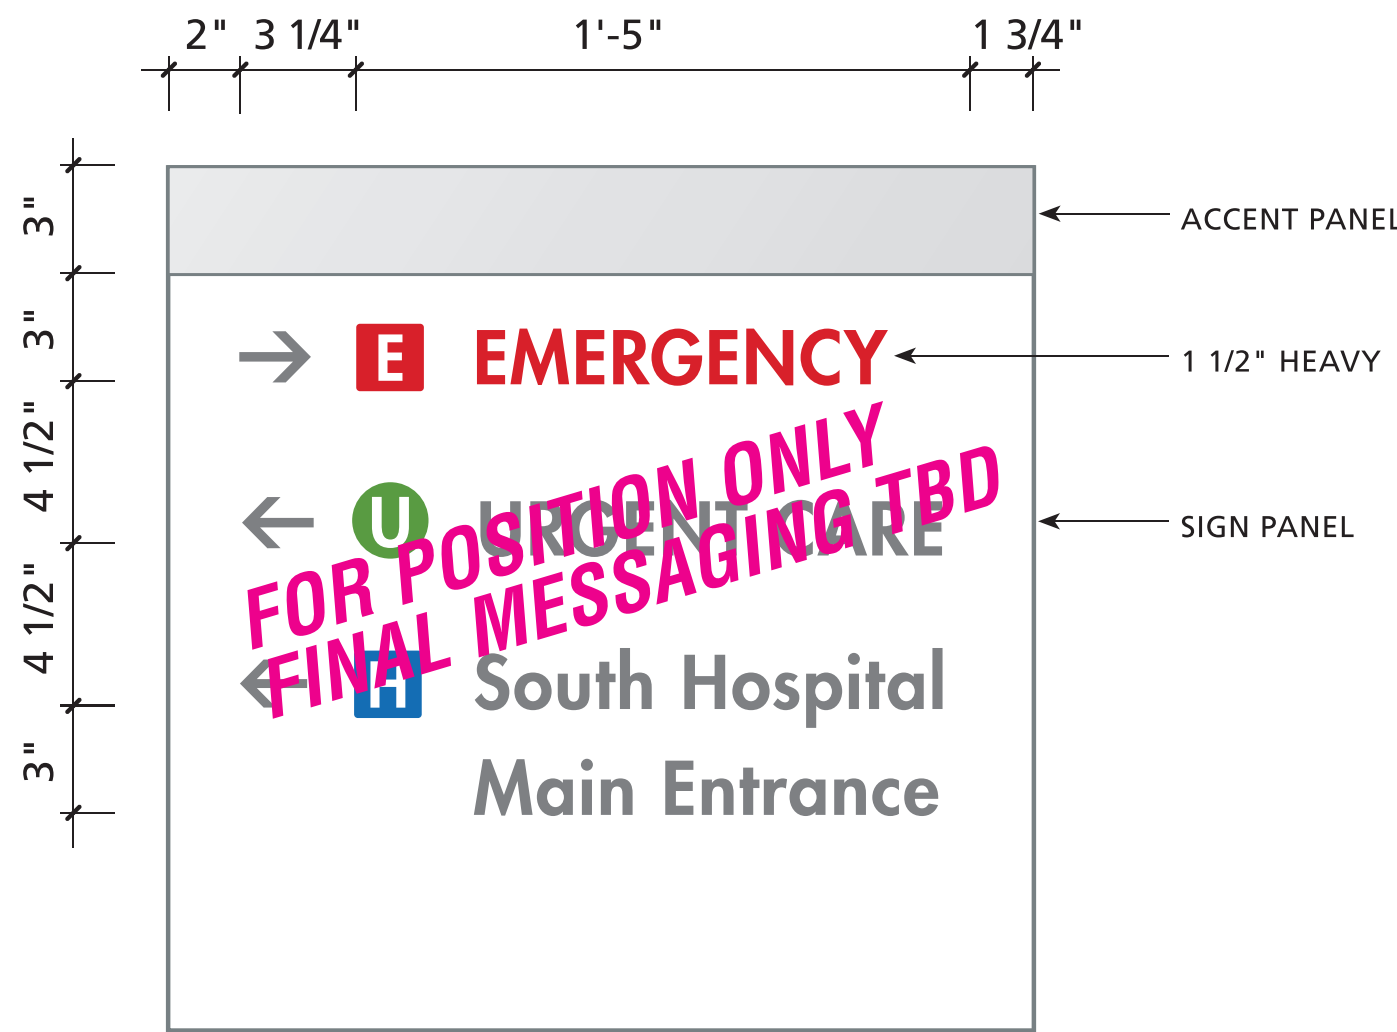 2" 3 1/4" 1'-5" 1 3/4"
3"
ACCENT PANEL
3"
E EMERGENCY
1 1/2" HEAVY
4 1/2"
U URGENT CARE
SIGN PANEL
FOR POSITION ONLY
FINAL MESSAGING TBD
4 1/2"
H South Hospital
3"
Main Entrance